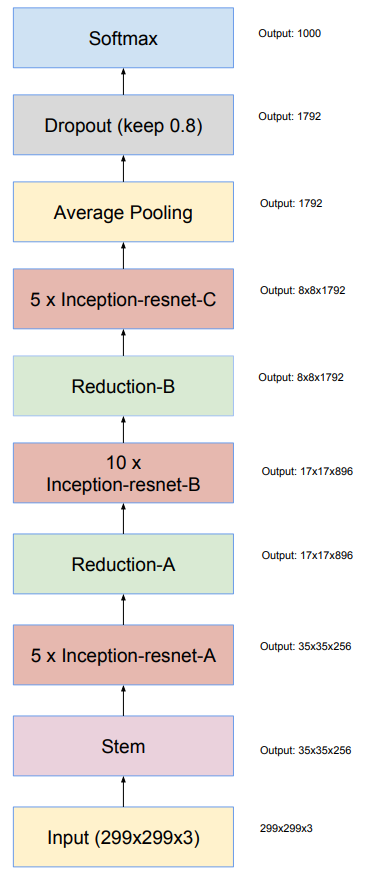 Softmax
Output: 1000
Dropout (keep 0.8)
Output: 1792
Average Pooling
Output: 1792
5 x Inception-resnet-C
Output: 8x8x1792
Reduction-B
Output: 8x8x1792
10 x
Inception-resnet-B
Output: 17x17x896
Reduction-A
Output: 17x17x896
5 x Inception-resnet-A
Output: 35x35x256
Stem
Output: 35x35x256
Input (299x299x3)
299x299x3